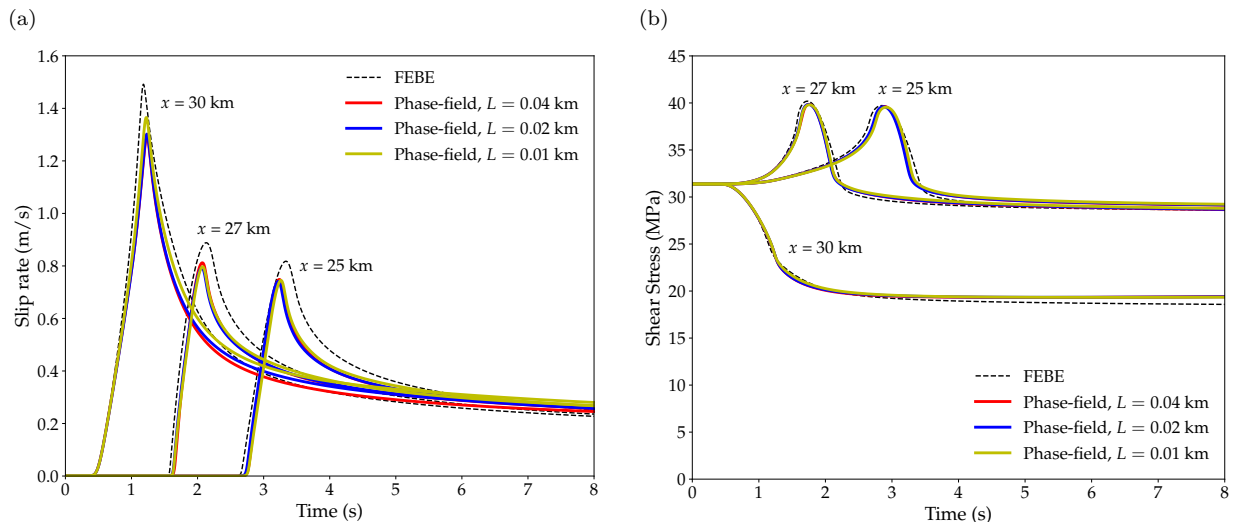 (a)
1.6
1.4
1.2
1.0
0.8
0.6
0.4
0.2
0.0
Slip rate (m/s)
0 1 2 3 4 5 6 7 8
Time (s)
x = 30 km
x = 27 km
x = 25 km
FEBE
Phase-field, L = 0.04 km
Phase-field, L = 0.02 km
Phase-field, L = 0.01 km
(b)
45
40
35
30
25
20
15
10
5
0
Shear Stress (MPa)
0 1 2 3 4 5 6 7 8
Time (s)
x = 27 km x = 25 km
x = 30 km
FEBE
Phase-field, L = 0.04 km
Phase-field, L = 0.02 km
Phase-field, L = 0.01 km